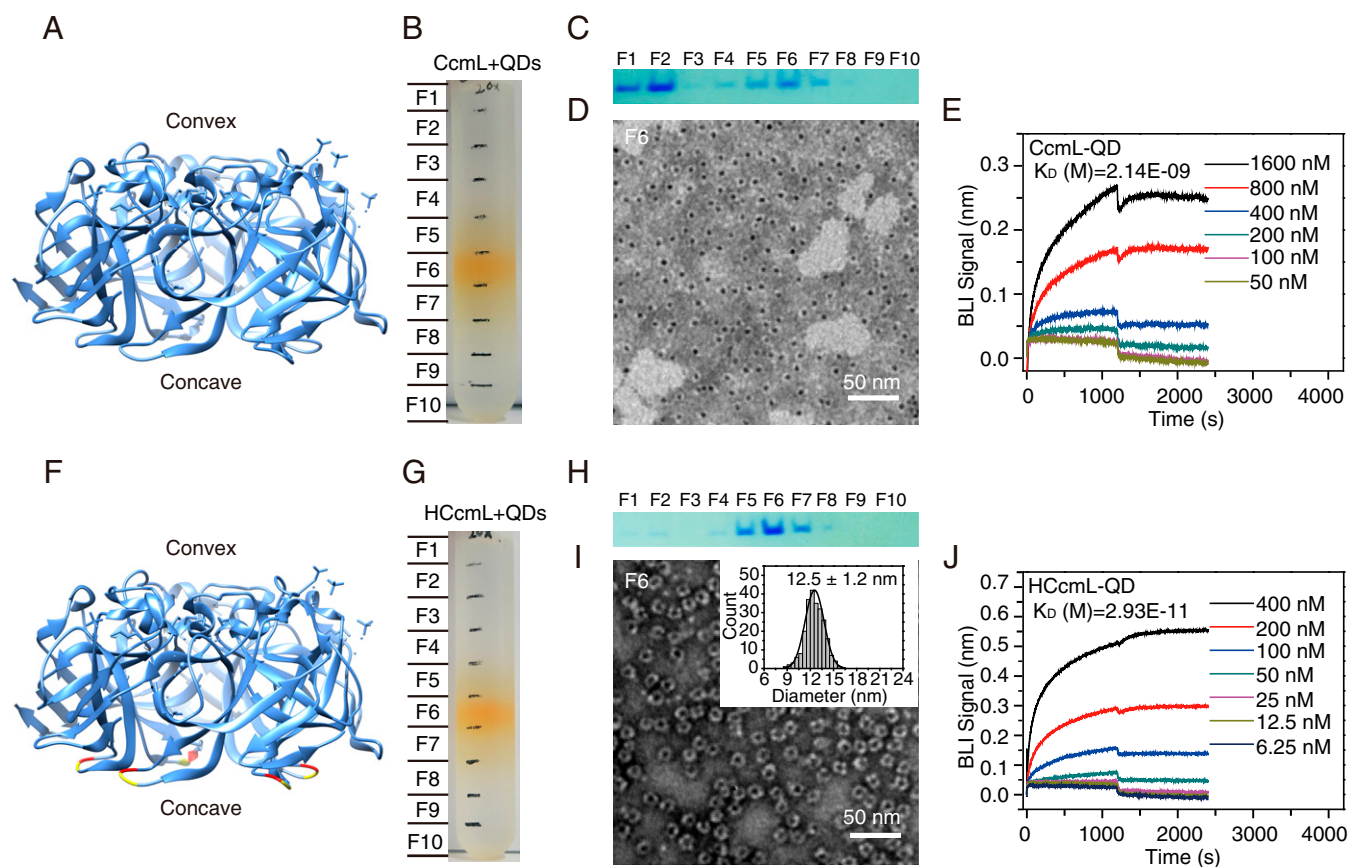 A
Convex
Concave
B
CcmL+QDs
20x
F1
F2
F3
F4
F5
F6
F7
F8
F9
F10
C
F1 F2 F3 F4 F5 F6 F7 F8 F9 F10
D
F6
50 nm
E
CcmL-QD
KD (M)=2.14E-09
1600 nM
800 nM
400 nM
200 nM
100 nM
50 nM
BLI Signal (nm)
0.3
0.2
0.1
0.0
0 1000 2000 3000 4000
Time (s)
F
Convex
Concave
G
HCcmL+QDs
F1
F2
F3
F4
F5
F6
F7
F8
F9
F10
H
F1 F2 F3 F4 F5 F6 F7 F8 F9 F10
I
F6
12.5 ± 1.2 nm
Count
50
40
30
20
10
0
6 9 12 15 18 21 24
Diameter (nm)
50 nm
J
HCcmL-QD
KD (M)=2.93E-11
400 nM
200 nM
100 nM
50 nM
25 nM
12.5 nM
6.25 nM
BLI Signal (nm)
0.7
0.6
0.5
0.4
0.3
0.2
0.1
0.0
0 1000 2000 3000 4000
Time (s)